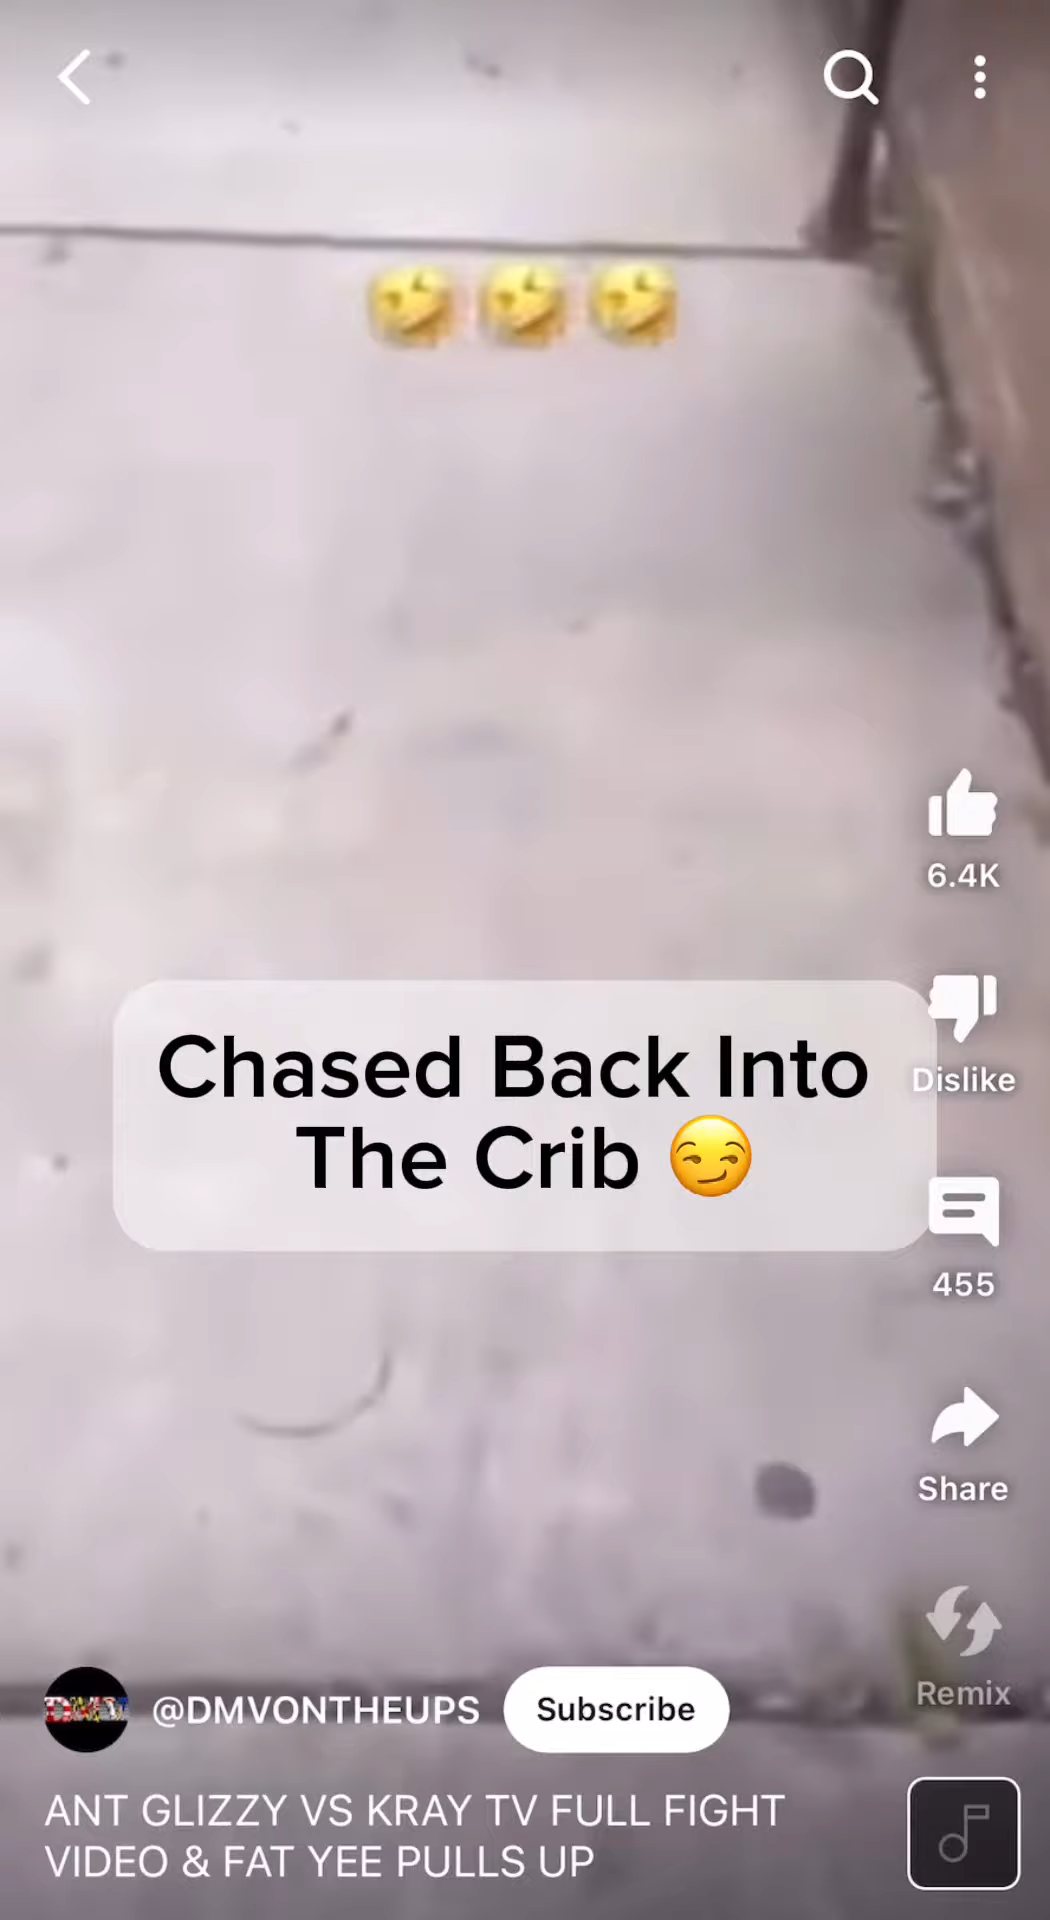 🤣🤣🤣
6.4K
Chased Back Into
The Crib 😏
Dislike
455
Share
Remix
@DMVONTHEUPS
Subscribe
ANT GLIZZY VS KRAY TV FULL FIGHT
VIDEO & FAT YEE PULLS UP